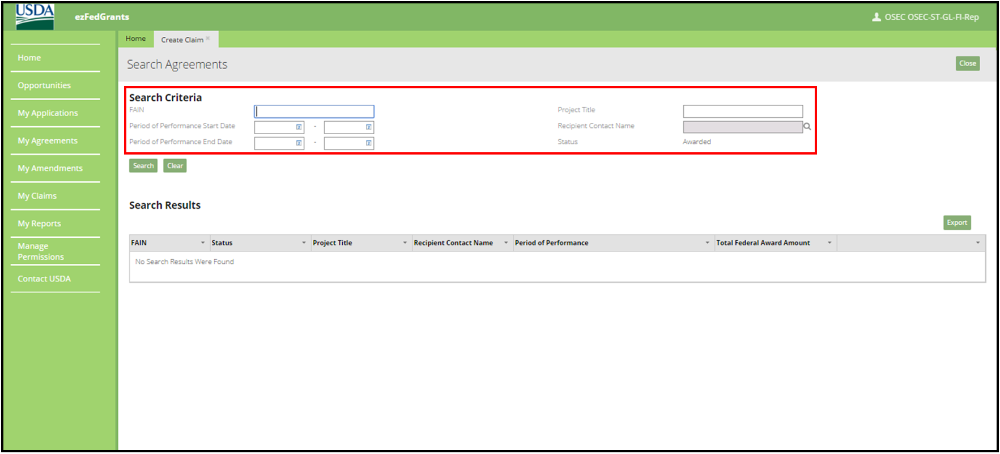 USDA
ezFedGrants
OSEC OSEC-ST-GL-FI-Rep
Home
Create Claim
Search Agreements
Close
Home
Opportunities
My Applications
My Agreements
My Amendments
My Claims
My Reports
Manage
Permissions
Contact USDA
Search Criteria
FAIN
Project Title
Period of Performance Start Date -
Recipient Contact Name
Period of Performance End Date -
Status Awarded
Search Clear
Search Results
Export
FAIN Status Project Title Recipient Contact Name Period of Performance Total Federal Award Amount
No Search Results Were Found